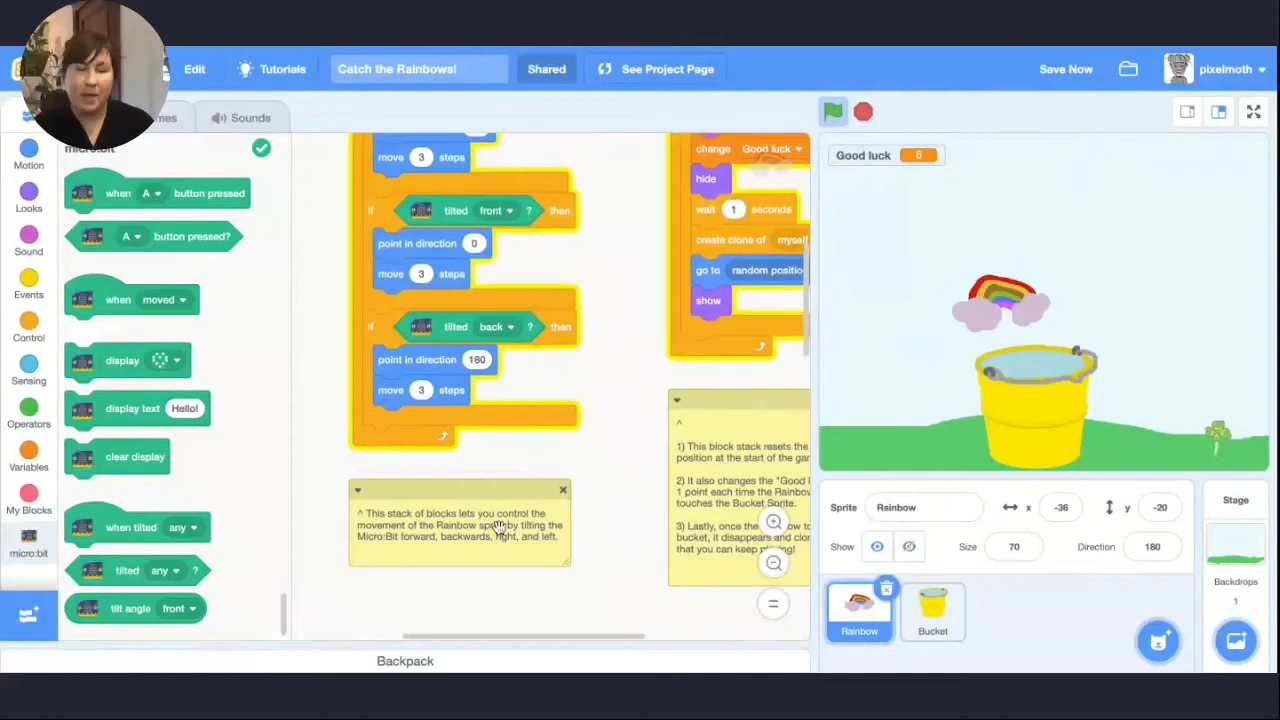 Edit
Tutorials
Catch the Rainbows!
Shared
See Project Page
Save Now
pixelmoth
Sounds
Motion
Looks
Sound
Events
Control
Sensing
Operators
Variables
My Blocks
micro:bit
when A button pressed
A button pressed?
when moved
display
display text Hello!
clear display
when tilted any
tilted any ?
tilt angle front
move 3 steps
if tilted front ? then
point in direction 0
move 3 steps
if tilted back ? then
point in direction 180
move 3 steps
^ This stack of blocks lets you control the
movement of the Rainbow by tilting the
Micro:Bit forward, backwards, right, and left.
change Good luck
hide
wait 1 seconds
create clone of
go to random
show
^
1) This block stack resets the
position at the start of the
2) It also changes the "Good
1 point each time the
touches the Bucket Sprite.
3) Lastly, once the
bucket, it disappears and
that you can keep
Backpack
Good luck 6
Sprite Rainbow x -36 y -20
Show Size 70 Direction 180
Rainbow
Bucket
Stage
Backdrops
1